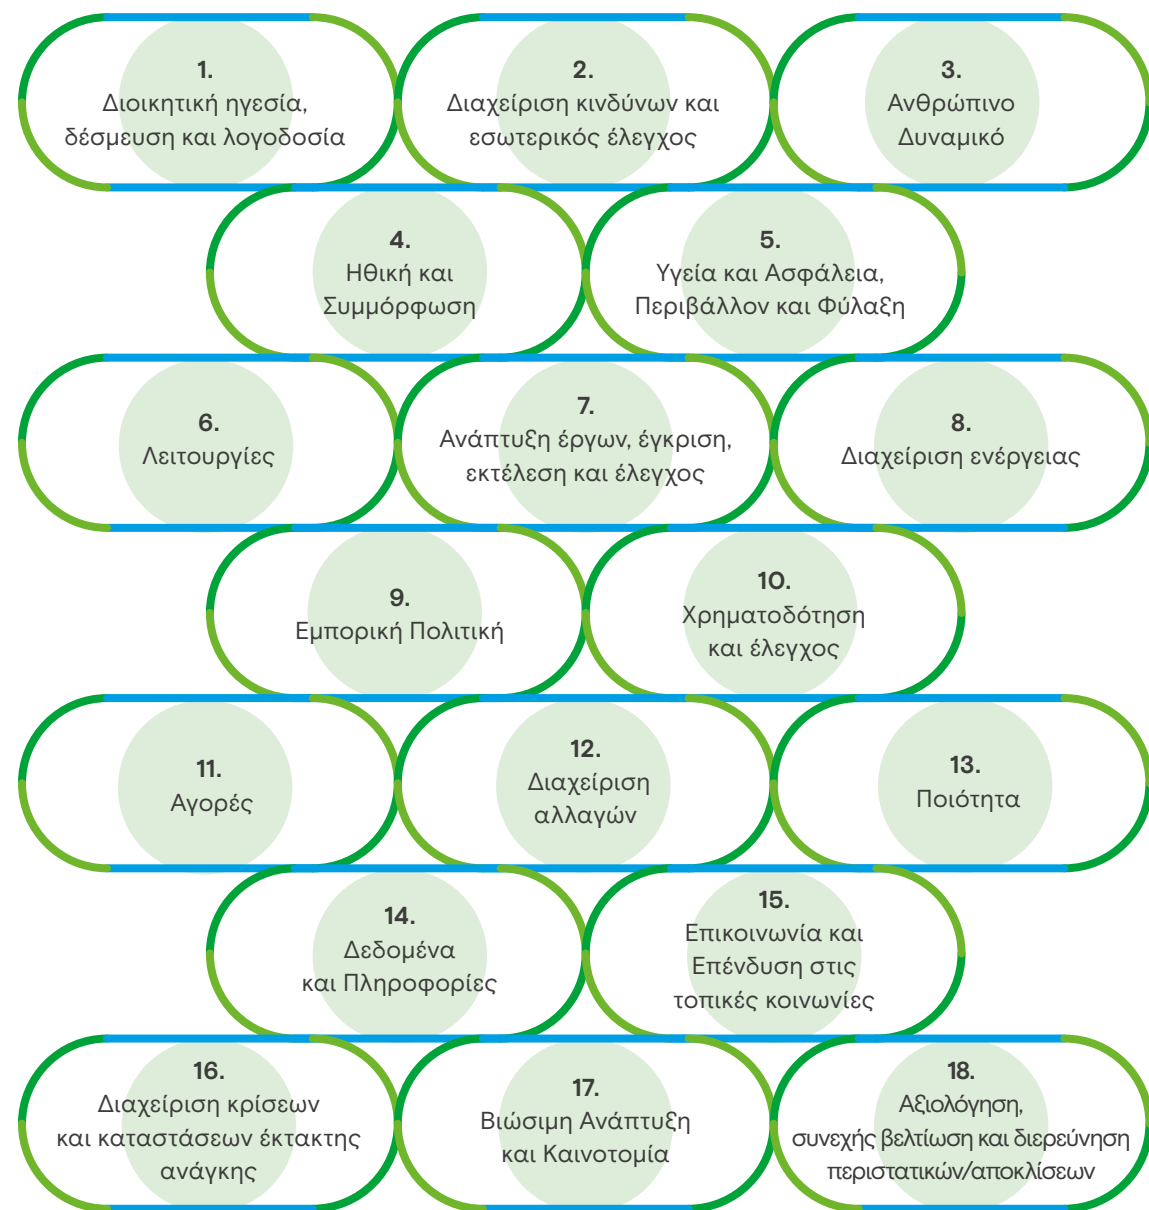 1.
Διοικητική ηγεσία,
δέσμευση και λογοδοσία
2.
Διαχείριση κινδύνων και
εσωτερικός έλεγχος
3.
Ανθρώπινο
Δυναμικό
4.
Ηθική και
Συμμόρφωση
5.
Υγεία και Ασφάλεια,
Περιβάλλον και Φύλαξη
6.
Λειτουργίες
7.
Ανάπτυξη έργων, έγκριση,
εκτέλεση και έλεγχος
8.
Διαχείριση ενέργειας
9.
Εμπορική Πολιτική
10.
Χρηματοδότηση
και έλεγχος
11.
Αγορές
12.
Διαχείριση
αλλαγών
13.
Ποιότητα
14.
Δεδομένα
και Πληροφορίες
15.
Επικοινωνία και
Επένδυση στις
τοπικές κοινωνίες
16.
Διαχείριση κρίσεων
και καταστάσεων έκτακτης
ανάγκης
17.
Βιώσιμη Ανάπτυξη
και Καινοτομία
18.
Αξιολόγηση,
συνεχής βελτίωση και διερεύνηση
περιστατικών/αποκλίσεων